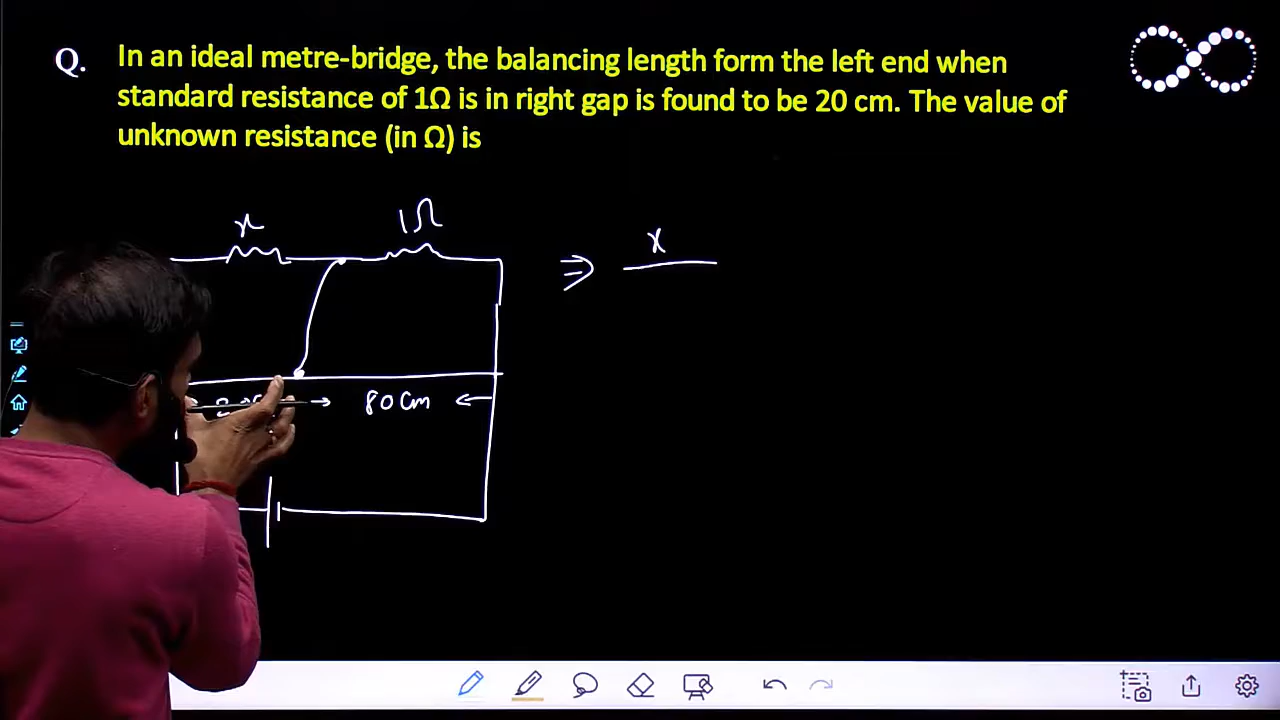 Q. In an ideal metre-bridge, the balancing length form the left end when
standard resistance of 1Ω is in right gap is found to be 20 cm. The value of
unknown resistance (in Ω) is
x 1Ω
⇒ x
80 cm